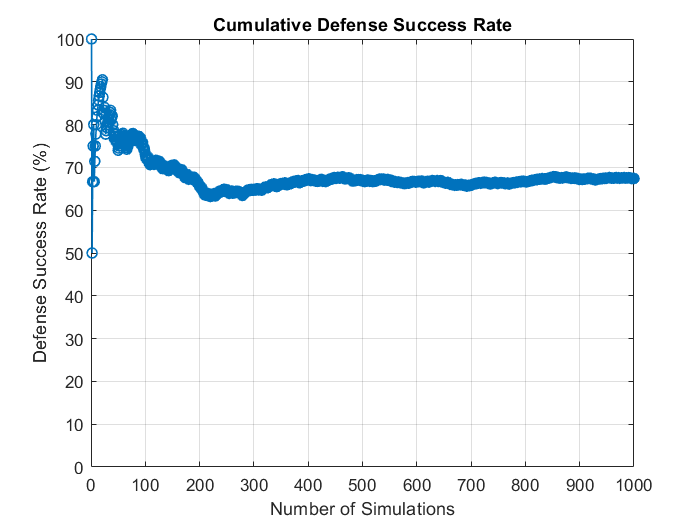 Cumulative Defense Success Rate
Defense Success Rate (%)
100
90
80
70
60
50
40
30
20
10
0
0 100 200 300 400 500 600 700 800 900 1000
Number of Simulations